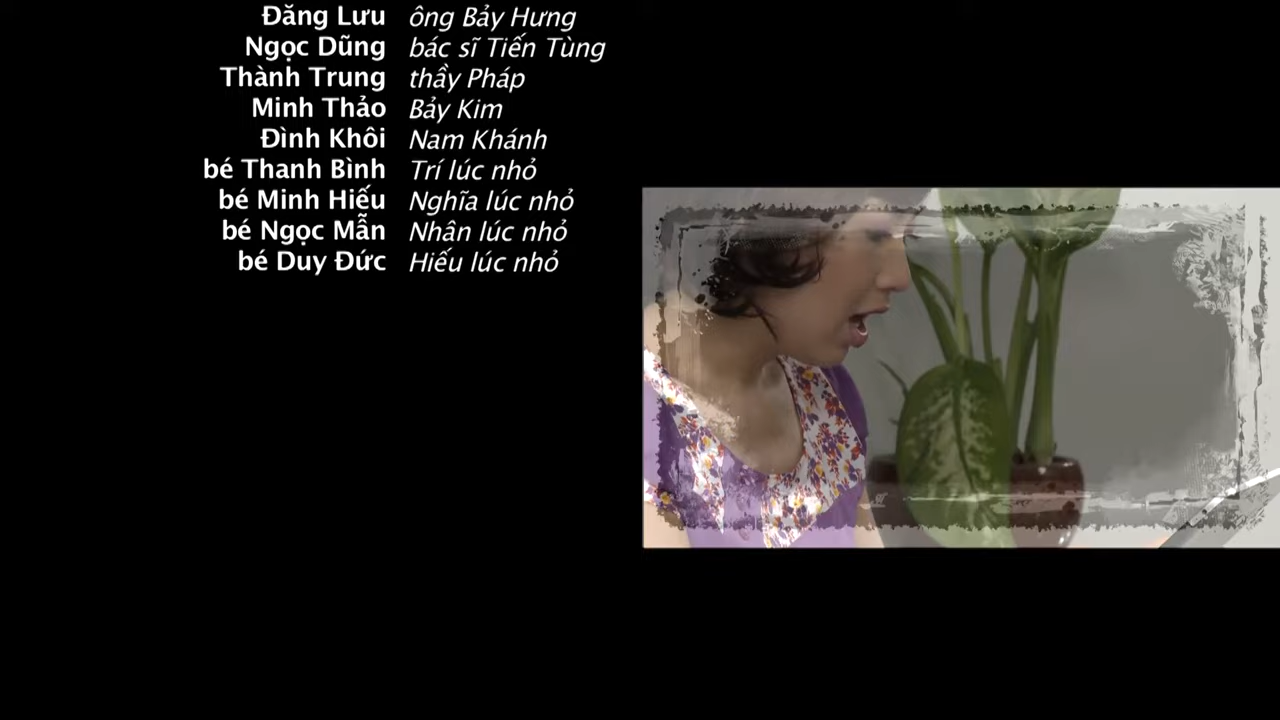 Đăng Lưu ông Bảy Hưng
Ngọc Dũng bác sĩ Tiến Tùng
Thành Trung thầy Pháp
Minh Thảo Bảy Kim
Đình Khôi Nam Khánh
bé Thanh Bình Trí lúc nhỏ
bé Minh Hiếu Nghĩa lúc nhỏ
bé Ngọc Mẫn Nhân lúc nhỏ
bé Duy Đức Hiếu lúc nhỏ